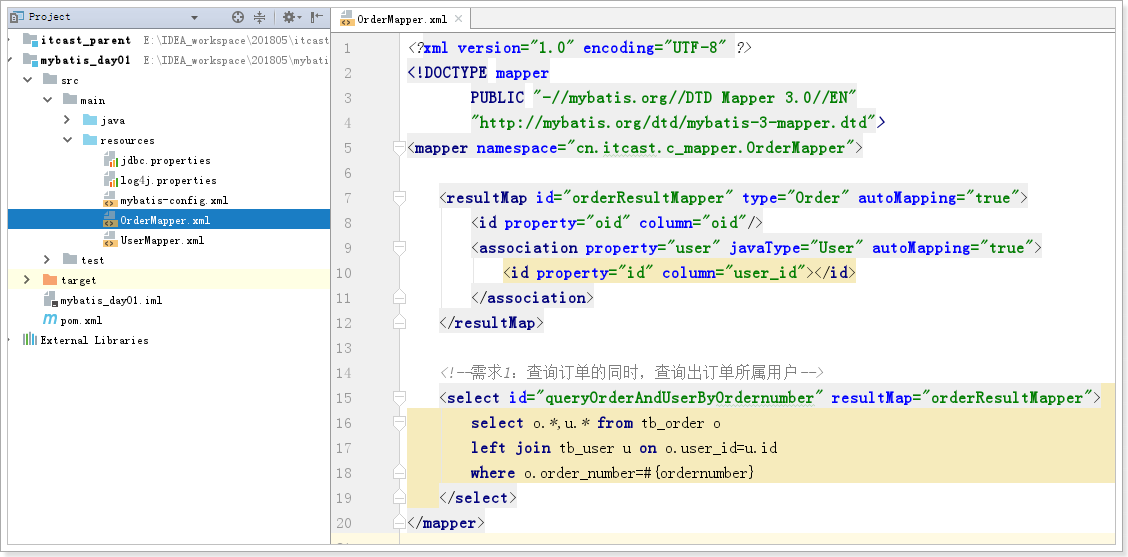 Project
itcast_parent E:\IDEA_workspace\201805\itcast
mybatis_day01 E:\IDEA_workspace\201805\mybati
src
main
java
resources
jdbc.properties
log4j.properties
mybatis-config.xml
OrderMapper.xml
UserMapper.xml
test
target
mybatis_day01.iml
pom.xml
External Libraries
OrderMapper.xml
1 <?xml version="1.0" encoding="UTF-8" ?>
2 <!DOCTYPE mapper
3 PUBLIC "-//mybatis.org//DTD Mapper 3.0//EN"
4 "http://mybatis.org/dtd/mybatis-3-mapper.dtd">
5 <mapper namespace="cn.itcast.c_mapper.OrderMapper">
6
7 <resultMap id="orderResultMapper" type="Order" autoMapping="true">
8 <id property="oid" column="oid"/>
9 <association property="user" javaType="User" autoMapping="true">
10 <id property="id" column="user_id"></id>
11 </association>
12 </resultMap>
13
14 <!--需求1：查询订单的同时，查询出订单所属用户-->
15 <select id="queryOrderAndUserByOrdernumber" resultMap="orderResultMapper">
16 select o.*,u.* from tb_order o
17 left join tb_user u on o.user_id=u.id
18 where o.order_number=#{ordernumber}
19 </select>
20 </mapper>